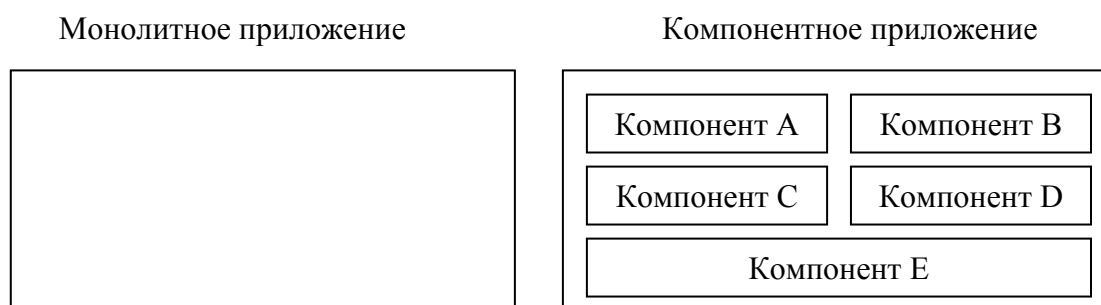 Монолитное приложение
Компонентное приложение
Компонент A
Компонент B
Компонент C
Компонент D
Компонент E